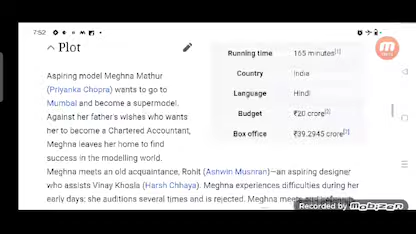 7:52
Plot
Running time 165 minutes[1]
Country India
Language Hindi
Budget ₹20 crore[2]
Box office ₹39.2945 crore[2]
Aspiring model Meghna Mathur
(Priyanka Chopra) wants to go to
Mumbai and become a supermodel.
Against her father's wishes who wants
her to become a Chartered Accountant,
Meghna leaves her home to find
success in the modelling world.
Meghna meets an old acquaintance, Rohit (Ashwin Mushran)—an aspiring designer
who assists Vinay Khosla (Harsh Chhaya). Meghna experiences difficulties during her
early days; she auditions several times and is rejected. Meghna meets and
Recorded by
mobizen